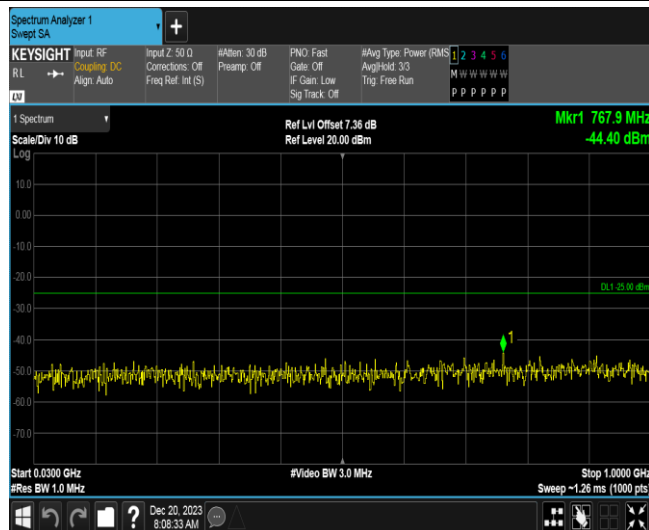 Spectrum Analyzer 1
Swept SA
KEYSIGHT
RL
LXI
Input: RF
Coupling: DC
Align: Auto
Input Z: 50 Ω
Corrections: Off
Freq Ref: Int (S)
#Atten: 30 dB
Preamp: Off
PNO: Fast
Gate: Off
IF Gain: Low
Sig Track: Off
#Avg Type: Power (RMS
Avg|Hold: 3/3
Trig: Free Run
1 2 3 4 5 6
M W W W W W
P P P P P P
1 Spectrum
Scale/Div 10 dB
Log
Ref Lvl Offset 7.36 dB
Ref Level 20.00 dBm
Mkr1 767.9 MHz
-44.40 dBm
10.0
0.00
-10.0
-20.0
DL1 -25.00 dBm
-30.0
-40.0
1
-50.0
-60.0
-70.0
Start 0.0300 GHz
#Res BW 1.0 MHz
#Video BW 3.0 MHz
Stop 1.0000 GHz
Sweep ~1.26 ms (1000 pts)
?
Dec 20, 2023
8:08:33 AM